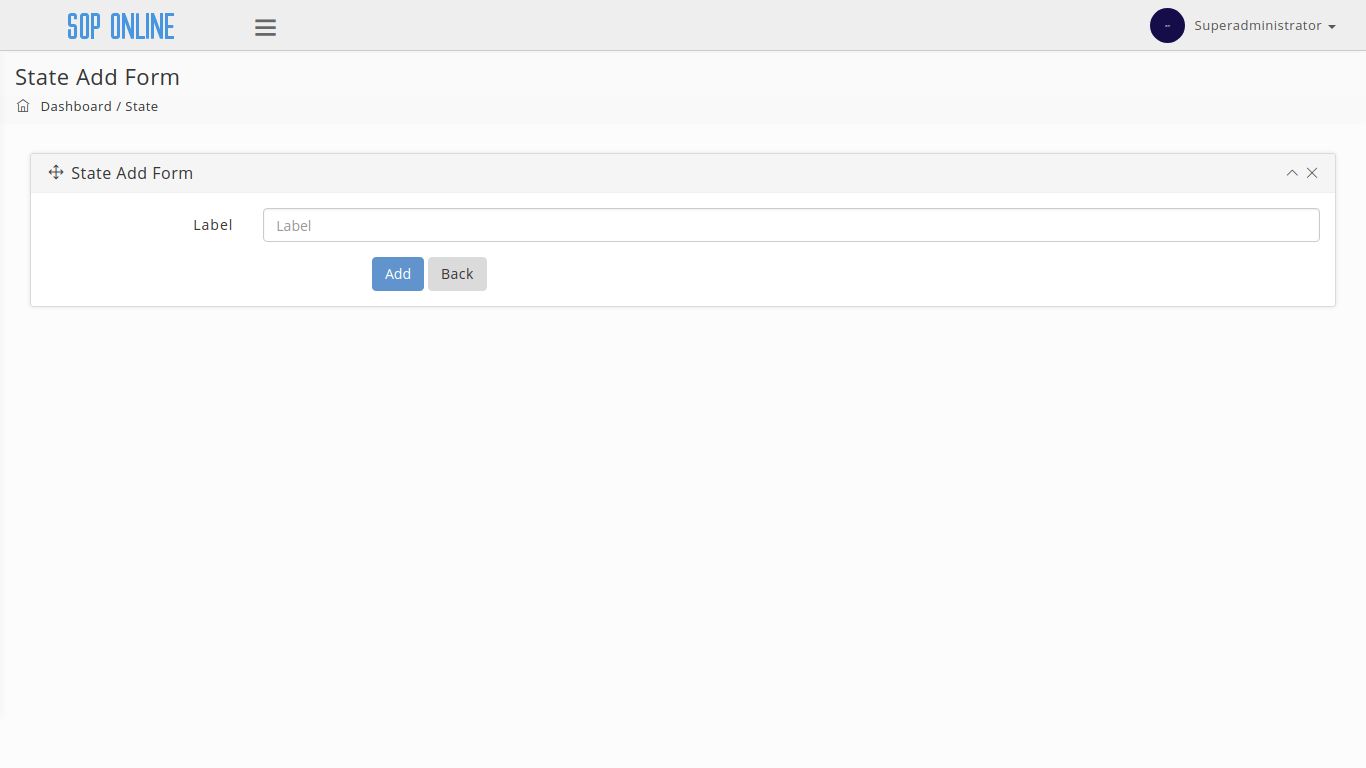 SOP ONLINE
Superadministrator
State Add Form
Dashboard / State
State Add Form
Label
Label
Add
Back